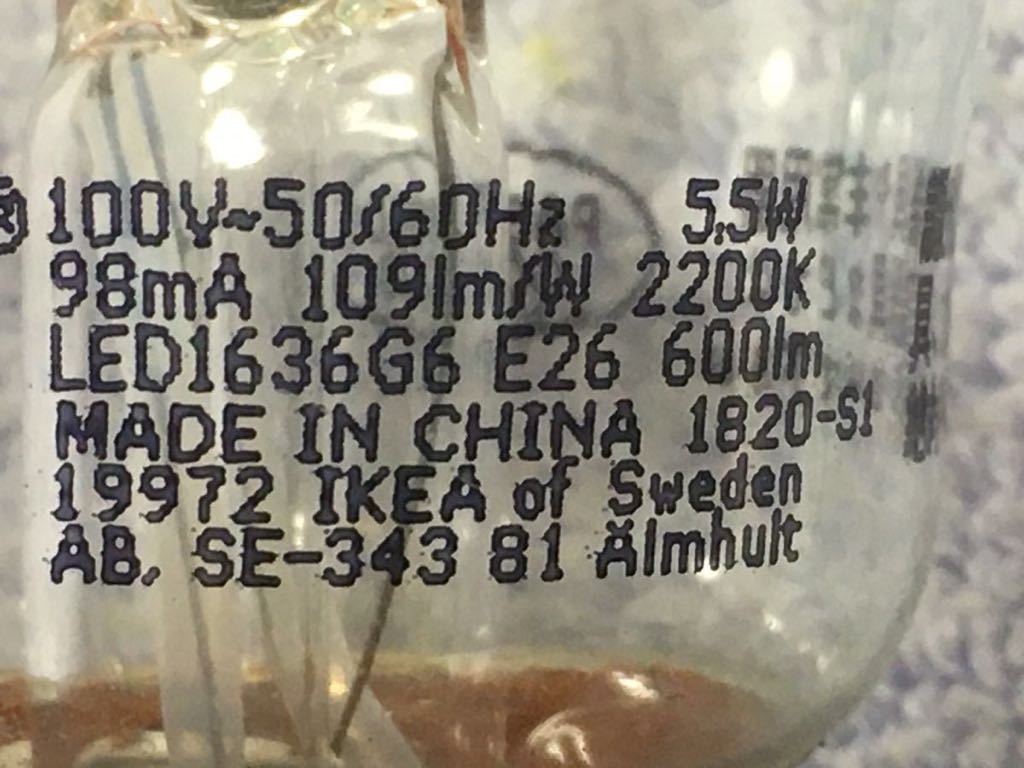 100V~50/60Hz 5.5W
98mA 109lm/W 2200K
LED1636G6 E26 600lm
MADE IN CHINA 1820-S1
19972 IKEA of Sweden
AB, SE-343 81 Älmhult